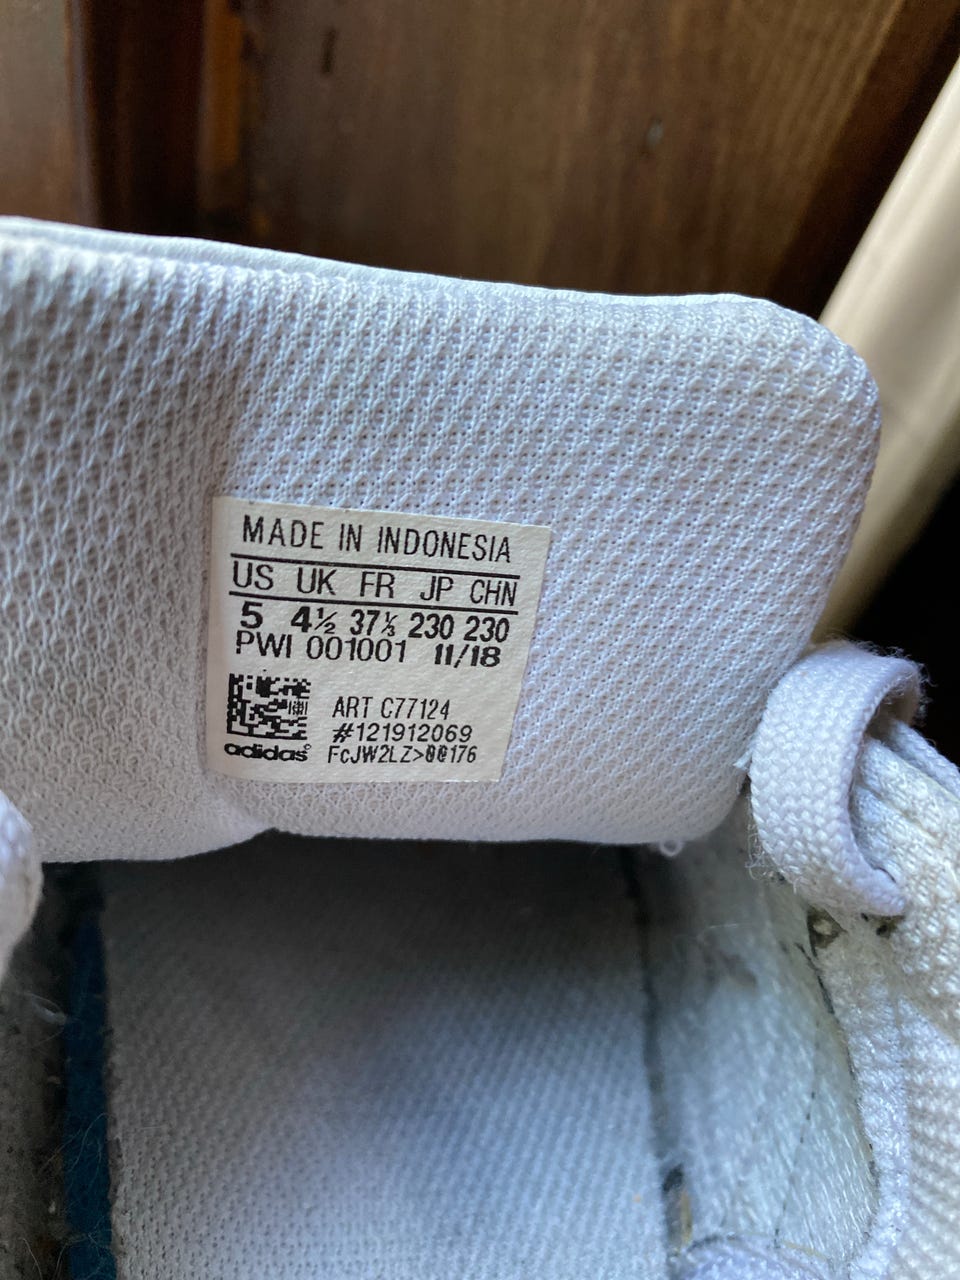 MADE IN INDONESIA
US UK FR JP CHN
5 4½ 37⅓ 230 230
PWI 001001 11/18
ART C77124
#121912069
adidas® FcJW2LZ>00176